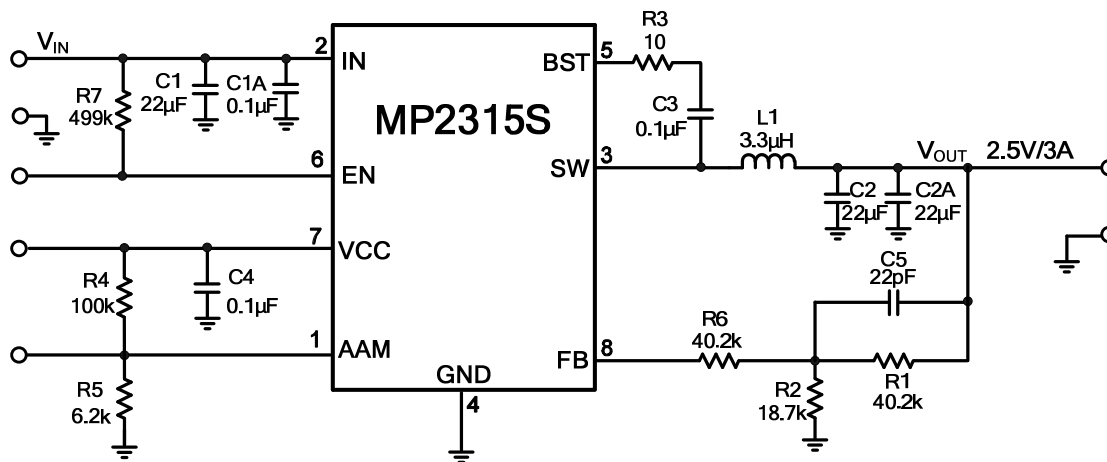 V_IN
2
IN
R7
499k
C1
22μF
C1A
0.1μF
6
EN
7
VCC
R4
100k
C4
0.1μF
1
AAM
R5
6.2k
MP2315S
GND
4
BST
5
R3
10
C3
0.1μF
SW
3
L1
3.3μH
V_OUT
2.5V/3A
C2
22μF
C2A
22μF
C5
22pF
FB
8
R6
40.2k
R2
18.7k
R1
40.2k